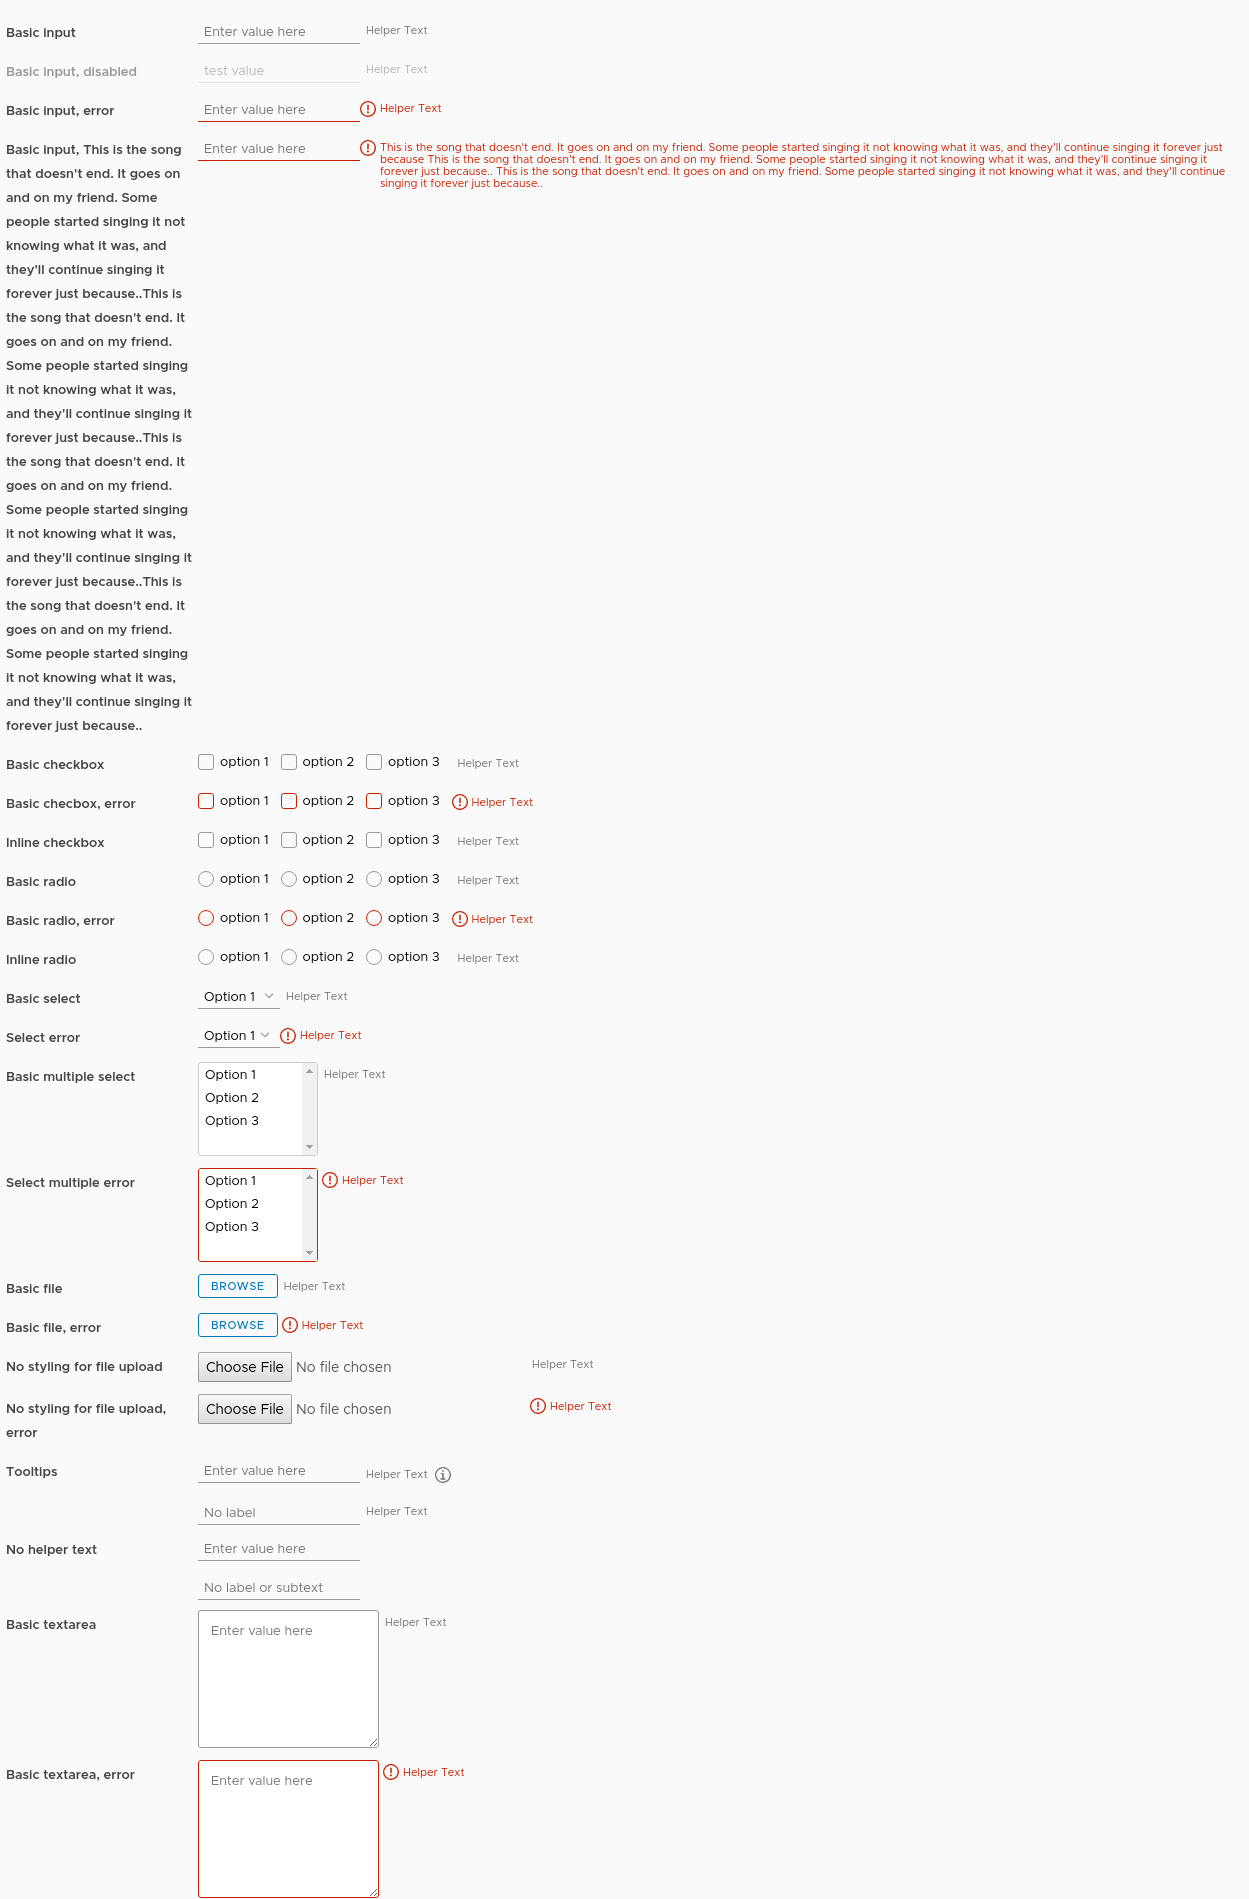 Basic input Enter value here Helper Text
Basic input, disabled test value Helper Text
Basic input, error Enter value here Helper Text
Basic input, This is the song
that doesn't end. It goes on
and on my friend. Some
people started singing it not
knowing what it was, and
they'll continue singing it
forever just because..This is
the song that doesn't end. It
goes on and on my friend.
Some people started singing
it not knowing what it was,
and they'll continue singing it
forever just because..This is
the song that doesn't end. It
goes on and on my friend.
Some people started singing
it not knowing what it was,
and they'll continue singing it
forever just because..This is
the song that doesn't end. It
goes on and on my friend.
Some people started singing
it not knowing what it was,
and they'll continue singing it
forever just because..
Enter value here
This is the song that doesn't end. It goes on and on my friend. Some people started singing it not knowing what it was, and they'll continue singing it forever just
because This is the song that doesn't end. It goes on and on my friend. Some people started singing it not knowing what it was, and they'll continue singing it
forever just because.. This is the song that doesn't end. It goes on and on my friend. Some people started singing it not knowing what it was, and they'll continue
singing it forever just because..
Basic checkbox option 1 option 2 option 3 Helper Text
Basic checbox, error option 1 option 2 option 3 Helper Text
Inline checkbox option 1 option 2 option 3 Helper Text
Basic radio option 1 option 2 option 3 Helper Text
Basic radio, error option 1 option 2 option 3 Helper Text
Inline radio option 1 option 2 option 3 Helper Text
Basic select Option 1 Helper Text
Select error Option 1 Helper Text
Basic multiple select Option 1 Helper Text
Option 2
Option 3
Select multiple error Option 1 Helper Text
Option 2
Option 3
Basic file BROWSE Helper Text
Basic file, error BROWSE Helper Text
No styling for file upload Choose File No file chosen Helper Text
No styling for file upload, Choose File No file chosen Helper Text
error
Tooltips Enter value here Helper Text
No label Helper Text
No helper text Enter value here
No label or subtext
Basic textarea Enter value here Helper Text
Basic textarea, error Enter value here Helper Text